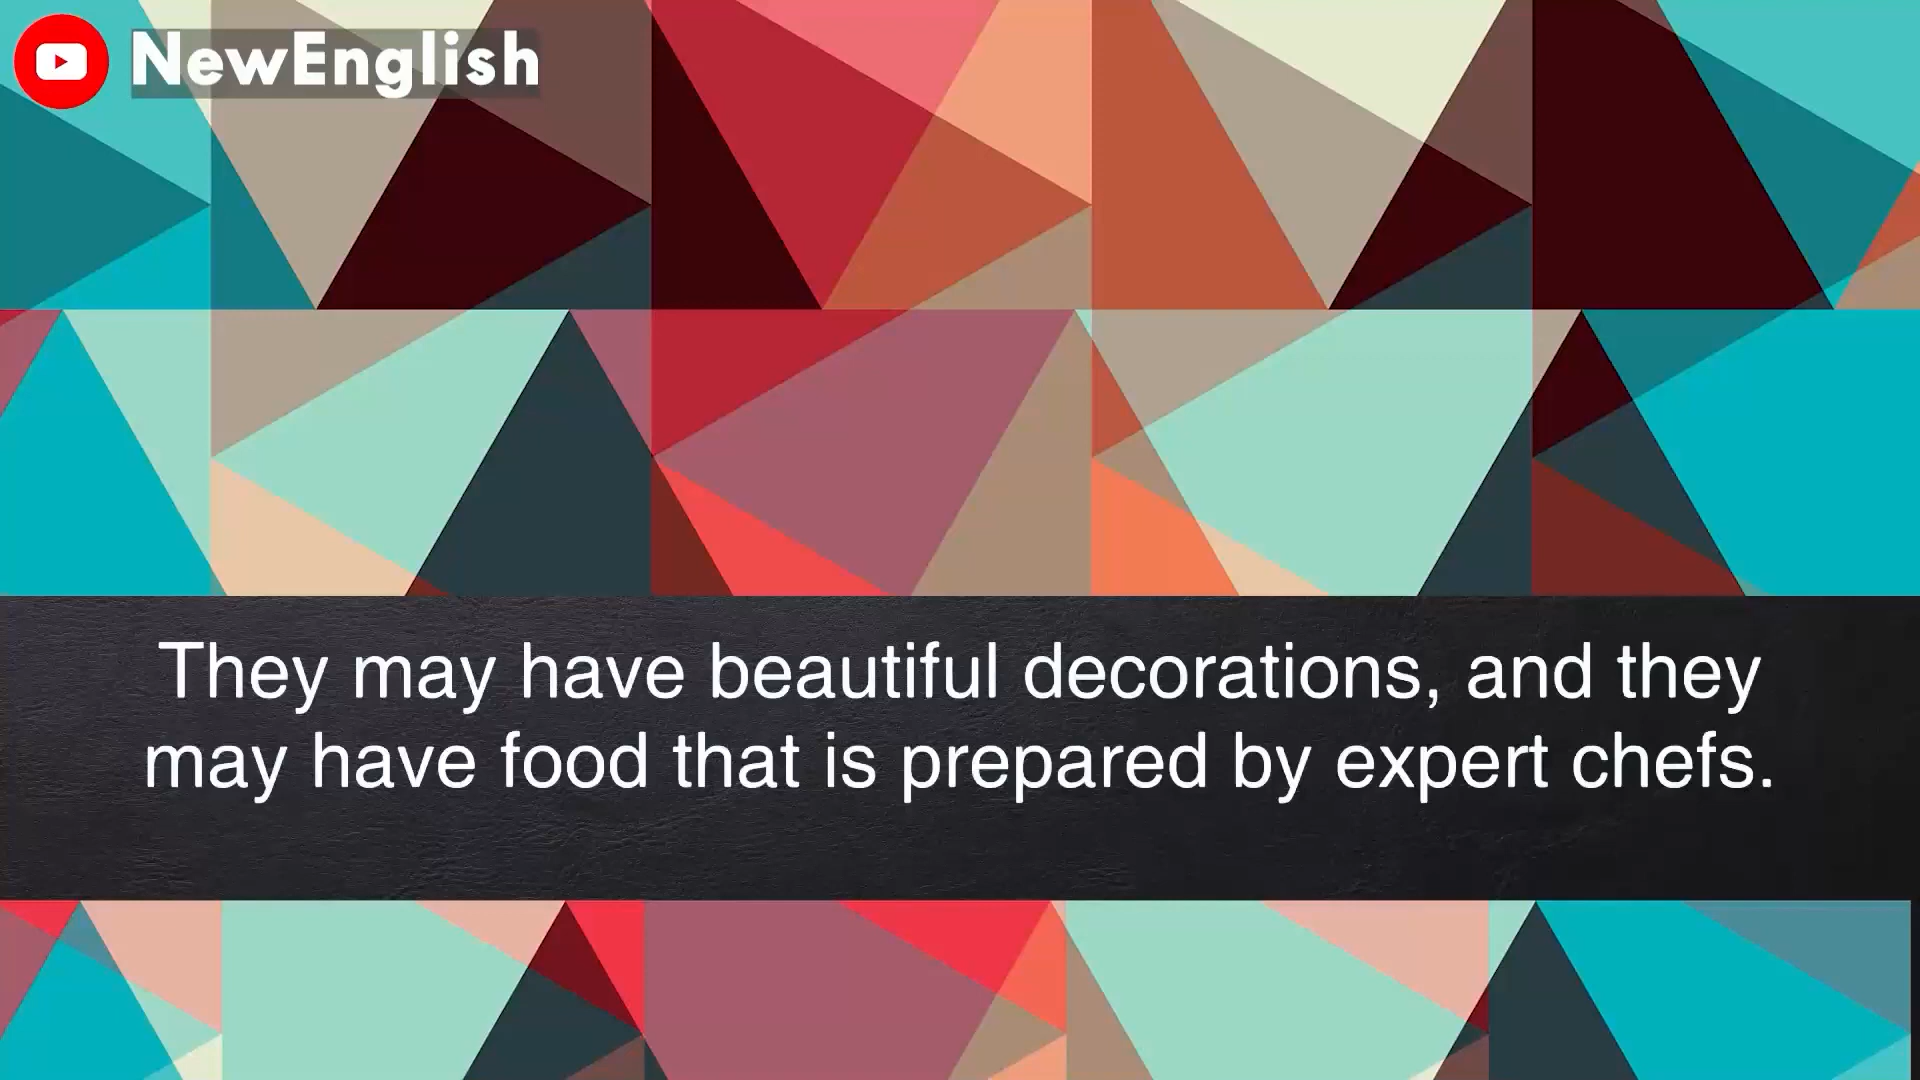 NewEnglish
They may have beautiful decorations, and they
may have food that is prepared by expert chefs.